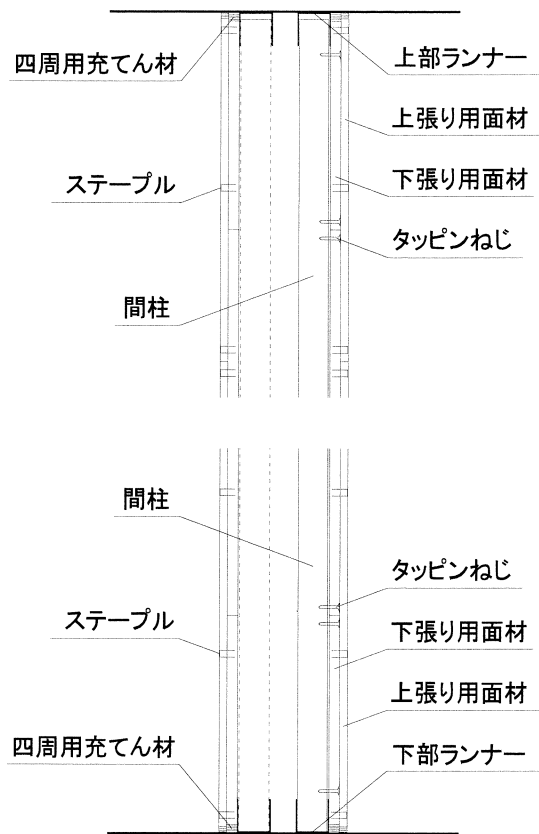 四周用充てん材
上部ランナー
上張り用面材
ステープル
下張り用面材
タッピンねじ
間柱
間柱
タッピンねじ
ステープル
下張り用面材
上張り用面材
四周用充てん材
下部ランナー